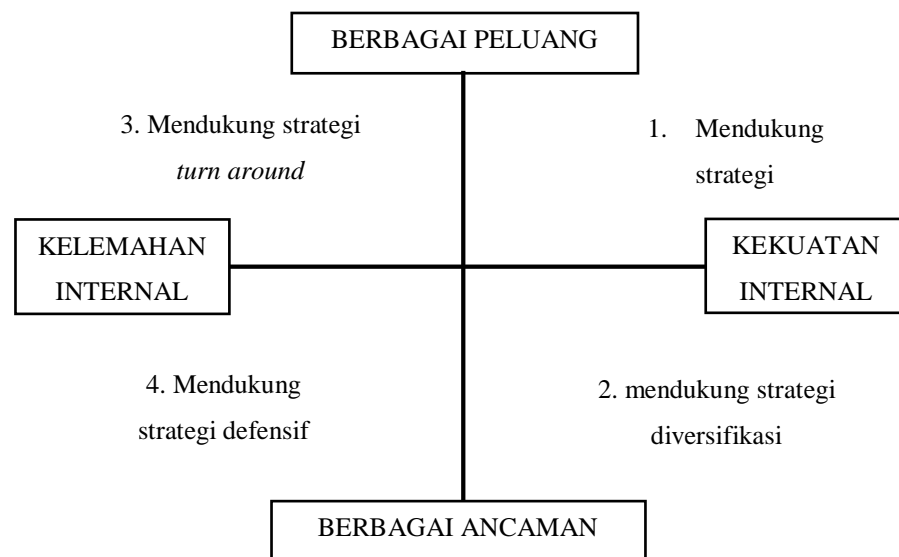 BERBAGAI PELUANG
3. Mendukung strategi
turn around
1. Mendukung
strategi
KELEMAHAN
INTERNAL
KEKUATAN
INTERNAL
4. Mendukung
strategi defensif
2. mendukung strategi
diversifikasi
BERBAGAI ANCAMAN